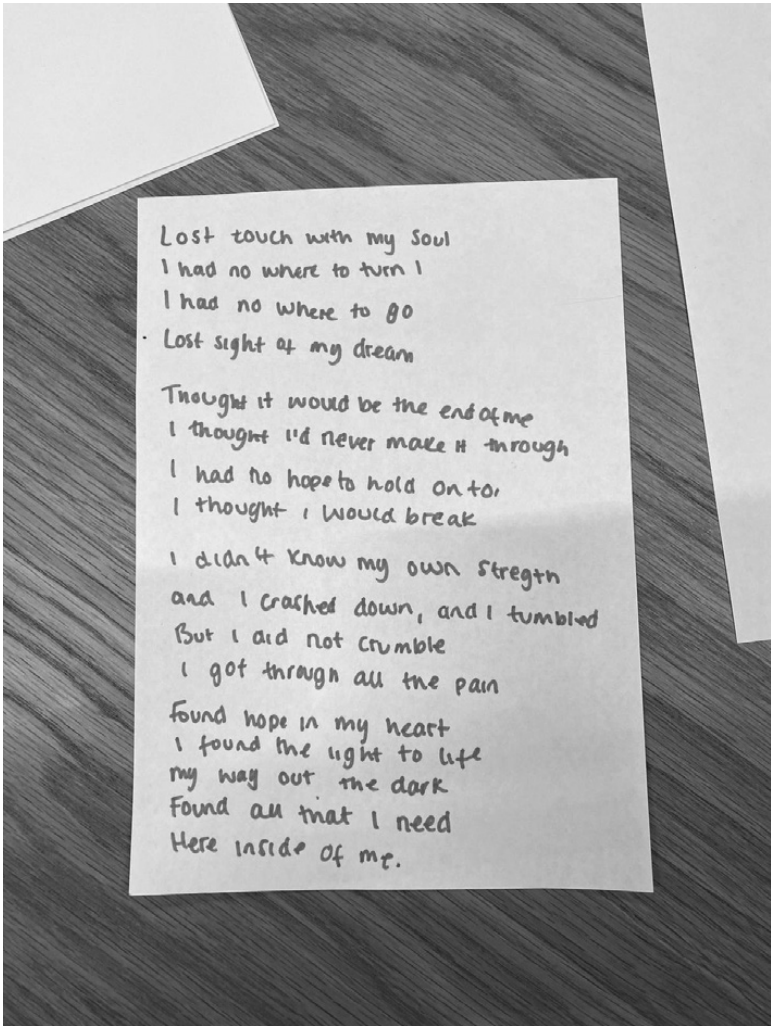 Lost touch with my soul
I had no where to turn I
I had no where to go
Lost sight of my dream
Thought it would be the end of me
I thought I'd never make it through
I had no hope to hold on to,
I thought I would break
I didn't know my own stregth
and I crashed down, and I tumbled
But I did not crumble
I got through all the pain
Found hope in my heart
I found the light to life
my way out the dark
Found all that I need
Here inside of me.